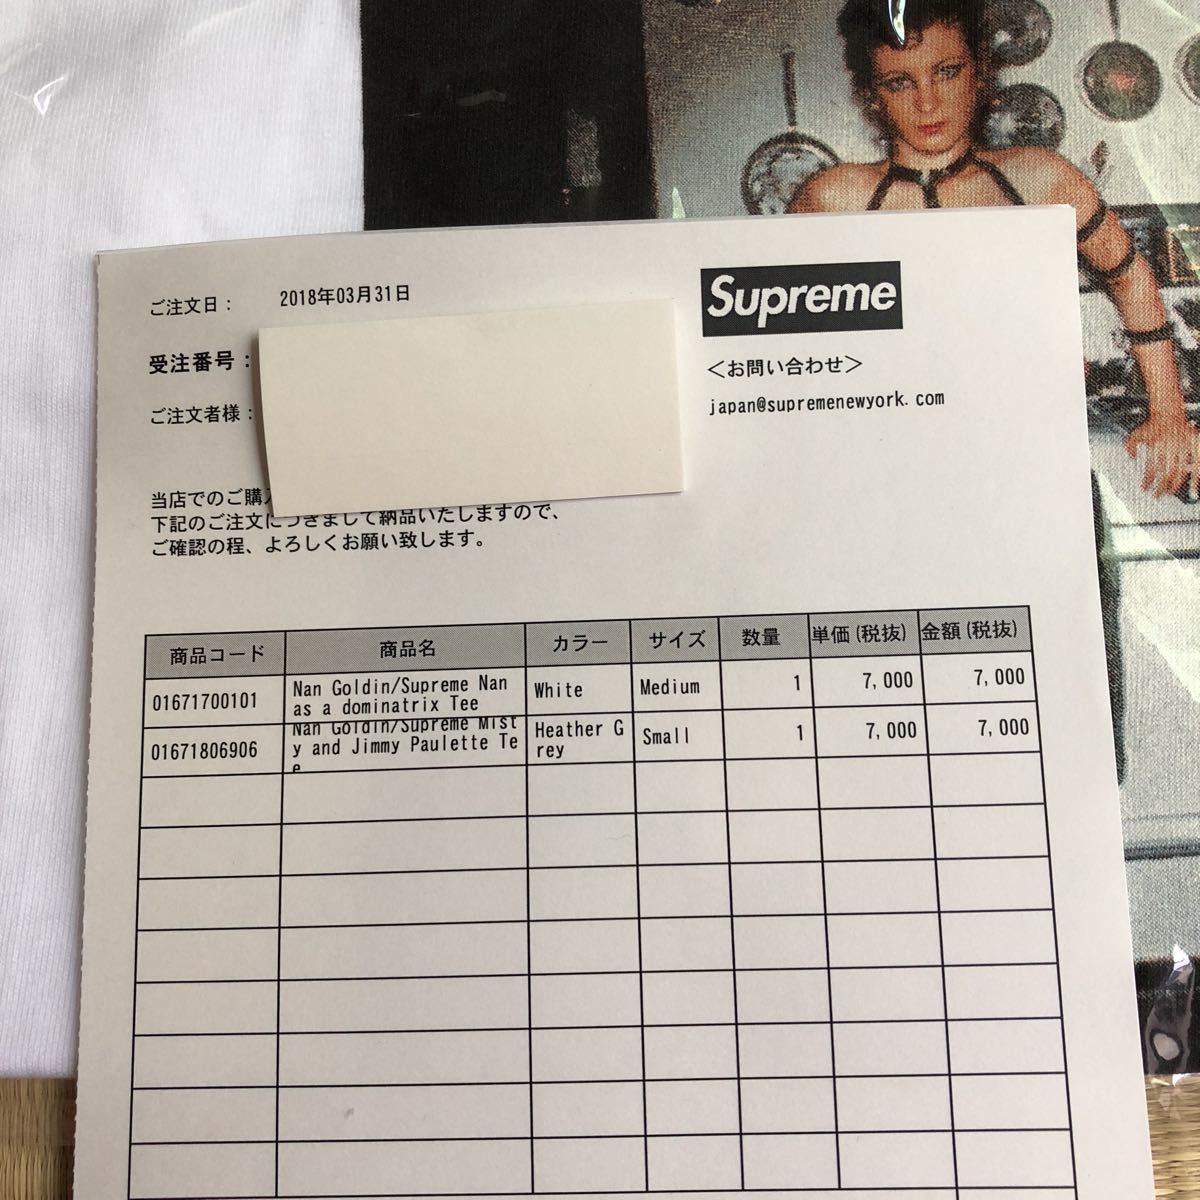 ご注文日： 2018年03月31日
Supreme
受注番号：
＜お問い合わせ＞
ご注文者様：
japan@supremenewyork.com
当店でのご購
下記のご注文につきまして納品いたしますので、
ご確認の程、よろしくお願い致します。
商品コード 商品名 カラー サイズ 数量 単価(税抜) 金額(税抜)
01671700101 Nan Goldin/Supreme Nan as a dominatrix Tee White Medium 1 7,000 7,000
01671806906 Nan Goldin/Supreme Misty and Jimmy Paulette Tee Heather Grey Small 1 7,000 7,000